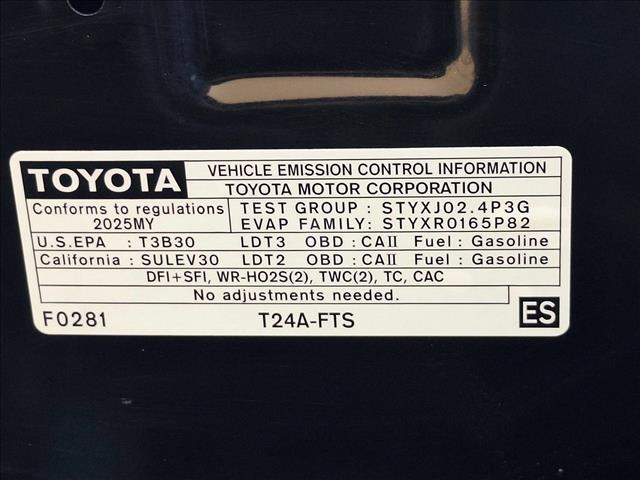 TOYOTA
VEHICLE EMISSION CONTROL INFORMATION
TOYOTA MOTOR CORPORATION
Conforms to regulations
2025MY
TEST GROUP : STYXJ02.4P3G
EVAP FAMILY: STYXR0165P82
U.S.EPA : T3B30 LDT3 OBD : CAII Fuel : Gasoline
California : SULEV30 LDT2 OBD : CAII Fuel : Gasoline
DFI+SFI, WR-HO2S(2), TWC(2), TC, CAC
No adjustments needed.
F0281 T24A-FTS ES